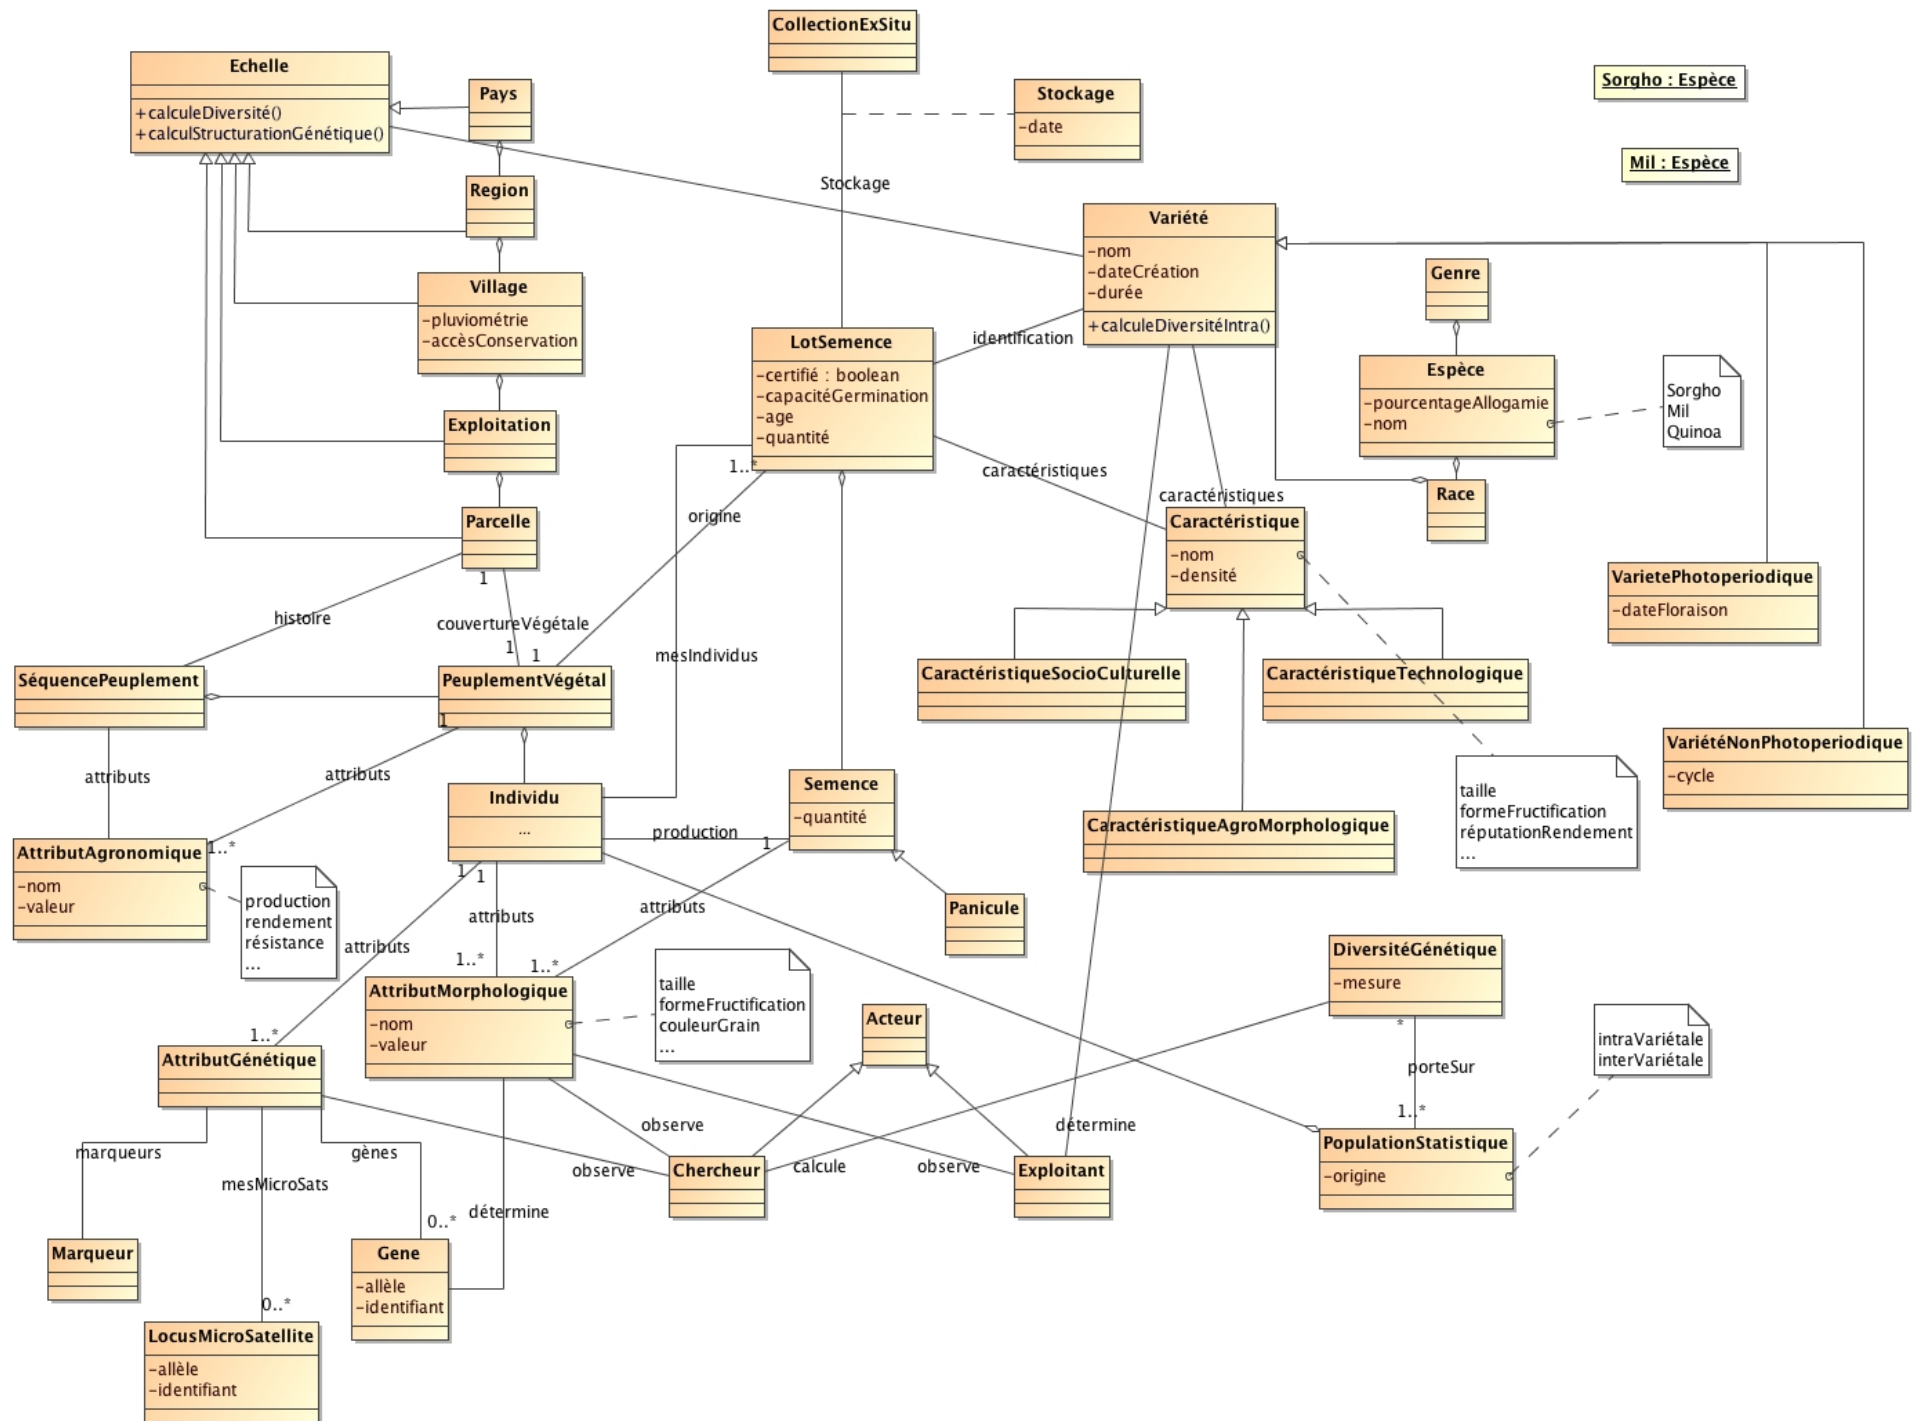 CollectionExSitu
Echelle
+calculeDiversité()
+calculStructurationGénétique()
Pays
Stockage
-date
Sorgho : Espèce
Mil : Espèce
Region
Stockage
Variété
-nom
-dateCréation
-durée
+calculeDiversitéIntra()
Village
-pluviométrie
-accèsConservation
Genre
identification
LotSemence
-certifié : boolean
-capacitéGermination
-age
-quantité
Espèce
-pourcentageAllogamie
-nom
Sorgho
Mil
Quinoa
Exploitation
1..*
caractéristiques
caractéristiques
Race
Parcelle
1
origine
Caractéristique
-nom
-densité
VarietePhotoperiodique
-dateFloraison
histoire
couvertureVégétale
1
1
mesIndividus
SéquencePeuplement
PeuplementVégétal
1
CaractéristiqueSocioCulturelle
CaractéristiqueTechnologique
VariétéNonPhotoperiodique
-cycle
attributs
attributs
Individu
...
Semence
-quantité
taille
formeFructification
réputationRendement
...
production
1
CaractéristiqueAgroMorphologique
AttributAgronomique
-nom
-valeur
1..*
production
rendement
résistance
...
1
1
attributs
attributs
attributs
Panicule
1..*
1..*
AttributMorphologique
-nom
-valeur
taille
formeFructification
couleurGrain
...
DiversitéGénétique
-mesure
*
Acteur
intraVariétale
interVariétale
1..*
AttributGénétique
porteSur
1..*
observe
détermine
PopulationStatistique
-origine
marqueurs
gènes
mesMicroSats
observe
Chercheur
calcule
observe
Exploitant
0..*
détermine
Marqueur
Gene
-allèle
-identifiant
0..*
LocusMicroSatellite
-allèle
-identifiant